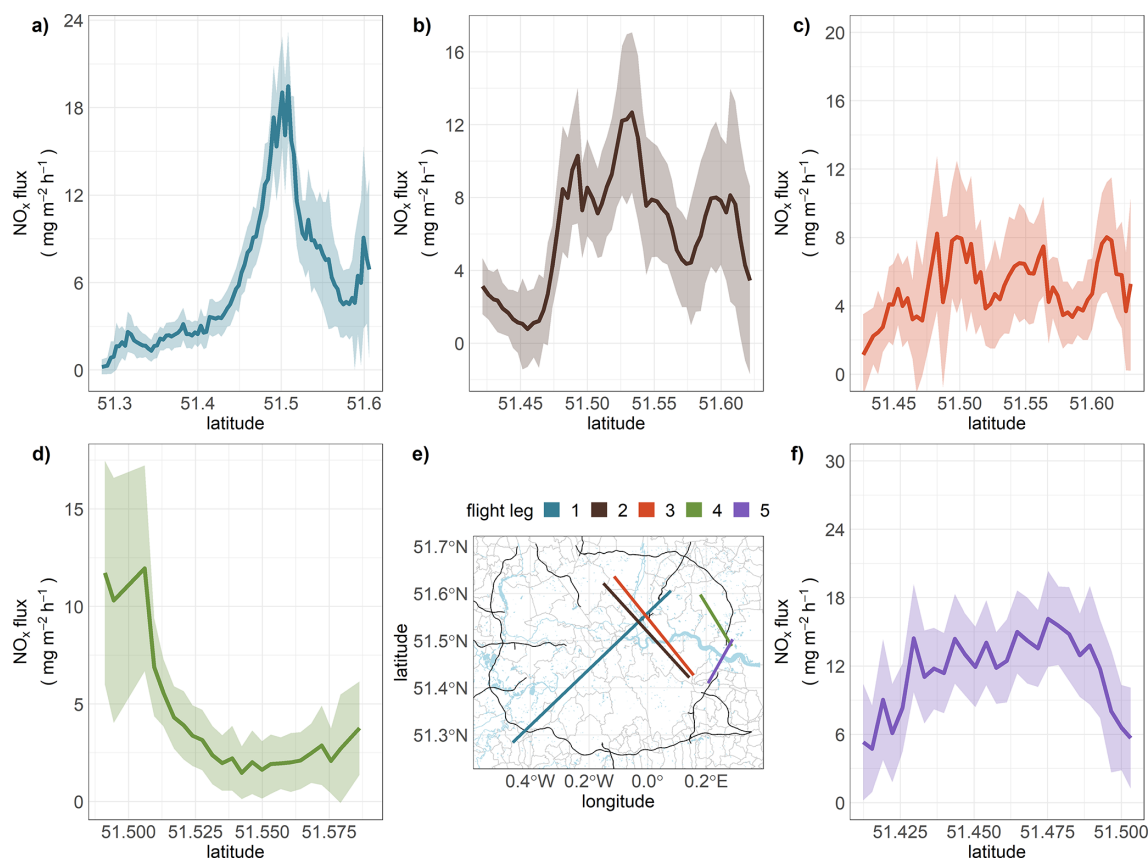 a)
24
18
12
6
0
NOₓ flux
( mg m⁻² h⁻¹ )
51.3 51.4 51.5 51.6
latitude
b)
16
12
8
4
0
NOₓ flux
( mg m⁻² h⁻¹ )
51.45 51.50 51.55 51.60
latitude
c)
20
16
12
8
4
0
NOₓ flux
( mg m⁻² h⁻¹ )
51.45 51.50 51.55 51.60
latitude
d)
15
10
5
0
NOₓ flux
( mg m⁻² h⁻¹ )
51.500 51.525 51.550 51.575
latitude
e)
flight leg 1 2 3 4 5
51.7°N
51.6°N
51.5°N
51.4°N
51.3°N
latitude
0.4°W 0.2°W 0.0° 0.2°E
longitude
f)
30
24
18
12
6
0
NOₓ flux
( mg m⁻² h⁻¹ )
51.425 51.450 51.475 51.500
latitude